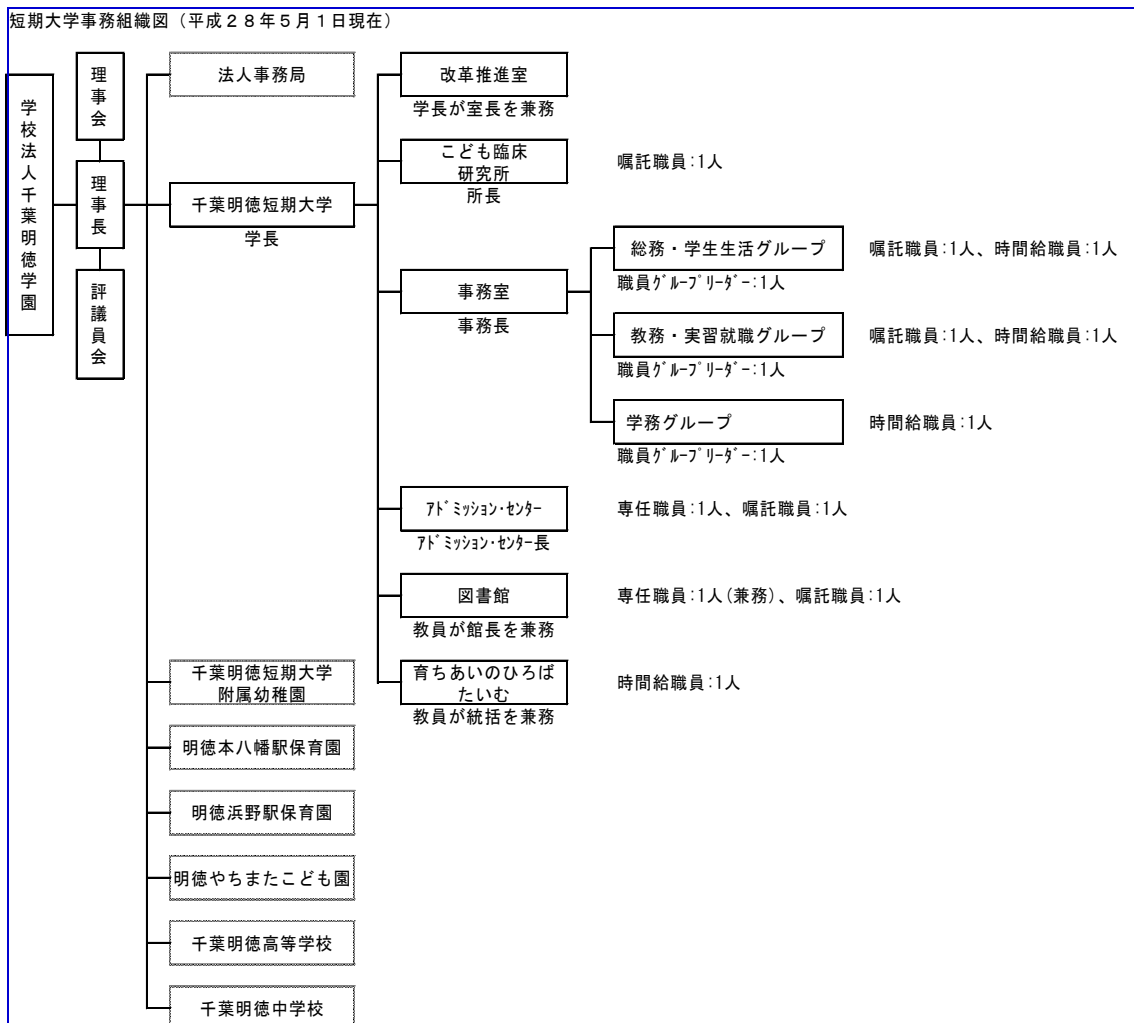 短期大学事務組織図（平成２８年５月１日現在）
学校法人千葉明徳学園
理事会
理事長
評議員会
法人事務局
千葉明徳短期大学
学長
千葉明徳短期大学
附属幼稚園
明徳本八幡駅保育園
明徳浜野駅保育園
明徳やちまたこども園
千葉明徳高等学校
千葉明徳中学校
改革推進室
学長が室長を兼務
こども臨床
研究所
所長
嘱託職員:1人
事務室
事務長
総務・学生生活グループ
職員ｸﾞﾙｰﾌﾟﾘｰﾀﾞｰ:1人
嘱託職員:1人、時間給職員:1人
教務・実習就職グループ
職員ｸﾞﾙｰﾌﾟﾘｰﾀﾞｰ:1人
嘱託職員:1人、時間給職員:1人
学務グループ
職員ｸﾞﾙｰﾌﾟﾘｰﾀﾞｰ:1人
時間給職員:1人
ｱﾄﾞﾐｯｼｮﾝ･ｾﾝﾀｰ
ｱﾄﾞﾐｯｼｮﾝ･ｾﾝﾀｰ長
専任職員:1人、嘱託職員:1人
図書館
教員が館長を兼務
専任職員:1人(兼務)、嘱託職員:1人
育ちあいのひろば
たいむ
教員が統括を兼務
時間給職員:1人